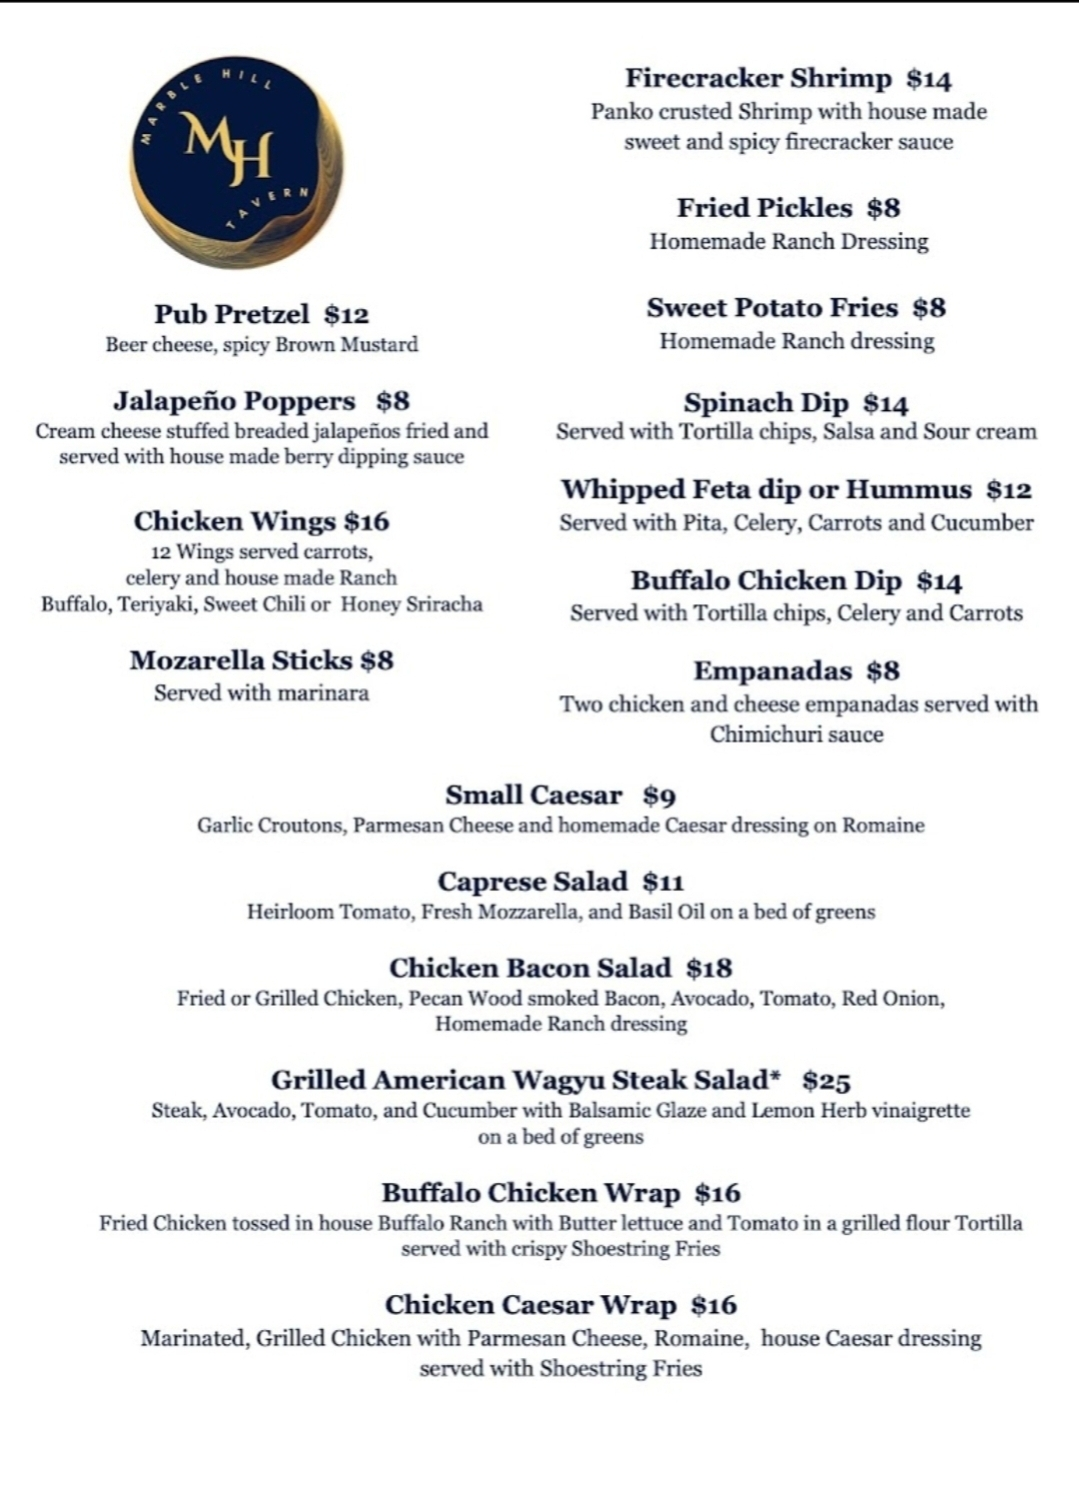 MARBLE HILL
MH
TAVERN
Pub Pretzel $12
Beer cheese, spicy Brown Mustard
Jalapeño Poppers $8
Cream cheese stuffed breaded jalapeños fried and
served with house made berry dipping sauce
Chicken Wings $16
12 Wings served carrots,
celery and house made Ranch
Buffalo, Teriyaki, Sweet Chili or Honey Sriracha
Mozarella Sticks $8
Served with marinara
Firecracker Shrimp $14
Panko crusted Shrimp with house made
sweet and spicy firecracker sauce
Fried Pickles $8
Homemade Ranch Dressing
Sweet Potato Fries $8
Homemade Ranch dressing
Spinach Dip $14
Served with Tortilla chips, Salsa and Sour cream
Whipped Feta dip or Hummus $12
Served with Pita, Celery, Carrots and Cucumber
Buffalo Chicken Dip $14
Served with Tortilla chips, Celery and Carrots
Empanadas $8
Two chicken and cheese empanadas served with
Chimichuri sauce
Small Caesar $9
Garlic Croutons, Parmesan Cheese and homemade Caesar dressing on Romaine
Caprese Salad $11
Heirloom Tomato, Fresh Mozzarella, and Basil Oil on a bed of greens
Chicken Bacon Salad $18
Fried or Grilled Chicken, Pecan Wood smoked Bacon, Avocado, Tomato, Red Onion,
Homemade Ranch dressing
Grilled American Wagyu Steak Salad* $25
Steak, Avocado, Tomato, and Cucumber with Balsamic Glaze and Lemon Herb vinaigrette
on a bed of greens
Buffalo Chicken Wrap $16
Fried Chicken tossed in house Buffalo Ranch with Butter lettuce and Tomato in a grilled flour Tortilla
served with crispy Shoestring Fries
Chicken Caesar Wrap $16
Marinated, Grilled Chicken with Parmesan Cheese, Romaine, house Caesar dressing
served with Shoestring Fries